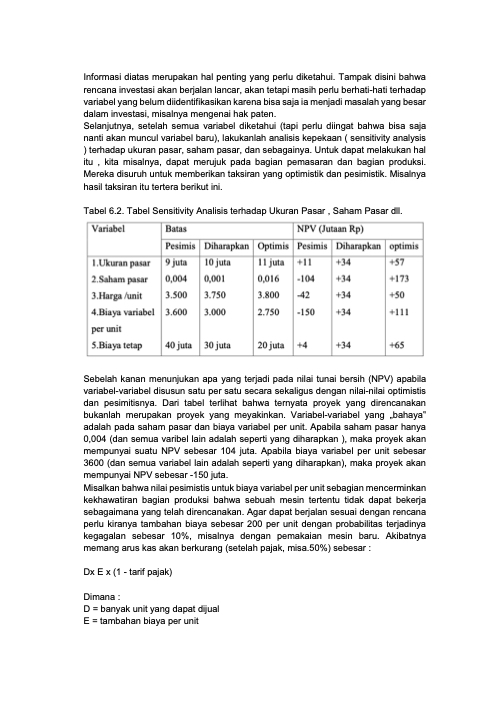 Informasi diatas merupakan hal penting yang perlu diketahui. Tampak disini bahwa
rencana investasi akan berjalan lancar, akan tetapi masih perlu berhati-hati terhadap
variabel yang belum diidentifikasikan karena bisa saja ia menjadi masalah yang besar
dalam investasi, misalnya mengenai hak paten.
Selanjutnya, setelah semua variabel diketahui (tapi perlu diingat bahwa bisa saja
nanti akan muncul variabel baru), lakukanlah analisis kepekaan ( sensitivity analysis
) terhadap ukuran pasar, saham pasar, dan sebagainya. Untuk dapat melakukan hal
itu , kita misalnya, dapat merujuk pada bagian pemasaran dan bagian produksi.
Mereka disuruh untuk memberikan taksiran yang optimistik dan pesimistik. Misalnya
hasil taksiran itu tertera berikut ini.
Tabel 6.2. Tabel Sensitivity Analisis terhadap Ukuran Pasar , Saham Pasar dll.
Variabel Batas NPV (Jutaan Rp)
Pesimis Diharapkan Optimis Pesimis Diharapkan optimis
1.Ukuran pasar 9 juta 10 juta 11 juta +11 +34 +57
2.Saham pasar 0,004 0,001 0,016 -104 +34 +173
3.Harga /unit 3.500 3.750 3.800 -42 +34 +50
4.Biaya variabel 3.600 3.000 2.750 -150 +34 +111
per unit
5.Biaya tetap 40 juta 30 juta 20 juta +4 +34 +65
Sebelah kanan menunjukan apa yang terjadi pada nilai tunai bersih (NPV) apabila
variabel-variabel disusun satu per satu secara sekaligus dengan nilai-nilai optimistis
dan pesimitisnya. Dari tabel terlihat bahwa ternyata proyek yang direncanakan
bukanlah merupakan proyek yang meyakinkan. Variabel-variabel yang „bahaya”
adalah pada saham pasar dan biaya variabel per unit. Apabila saham pasar hanya
0,004 (dan semua varibel lain adalah seperti yang diharapkan ), maka proyek akan
mempunyai suatu NPV sebesar 104 juta. Apabila biaya variabel per unit sebesar
3600 (dan semua variabel lain adalah seperti yang diharapkan), maka proyek akan
mempunyai NPV sebesar -150 juta.
Misalkan bahwa nilai pesimistis untuk biaya variabel per unit sebagian mencerminkan
kekhawatiran bagian produksi bahwa sebuah mesin tertentu tidak dapat bekerja
sebagaimana yang telah direncanakan. Agar dapat berjalan sesuai dengan rencana
perlu kiranya tambahan biaya sebesar 200 per unit dengan probabilitas terjadinya
kegagalan sebesar 10%, misalnya dengan pemakaian mesin baru. Akibatnya
memang arus kas akan berkurang (setelah pajak, misa.50%) sebesar :
Dx E x (1 - tarif pajak)
Dimana :
D = banyak unit yang dapat dijual
E = tambahan biaya per unit